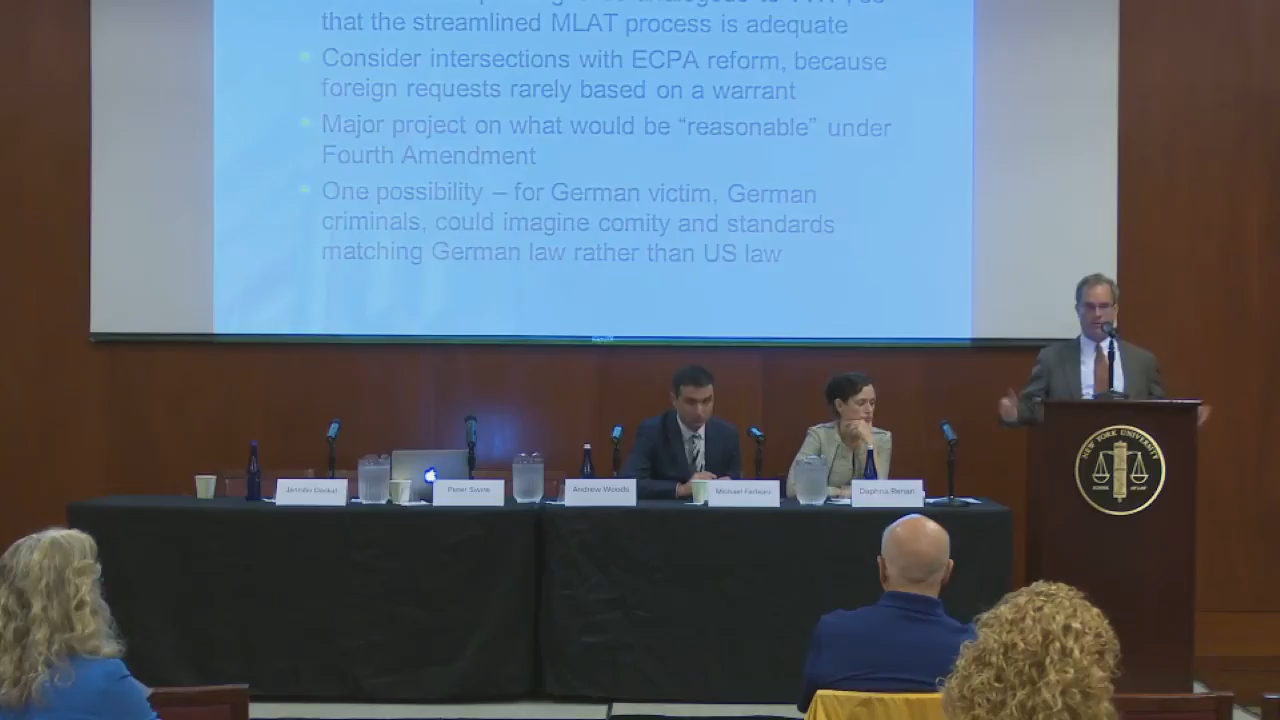 that the streamlined MLAT process is adequate
Consider intersections with ECPA reform, because
foreign requests rarely based on a warrant
Major project on what would be “reasonable” under
Fourth Amendment
One possibility – for German victim, German
criminals, could imagine comity and standards
matching German law rather than US law
Peter Swire
Andrew Woods
Michael
Daphna Renan
NEW YORK UNIVERSITY
SCHOOL OF LAW